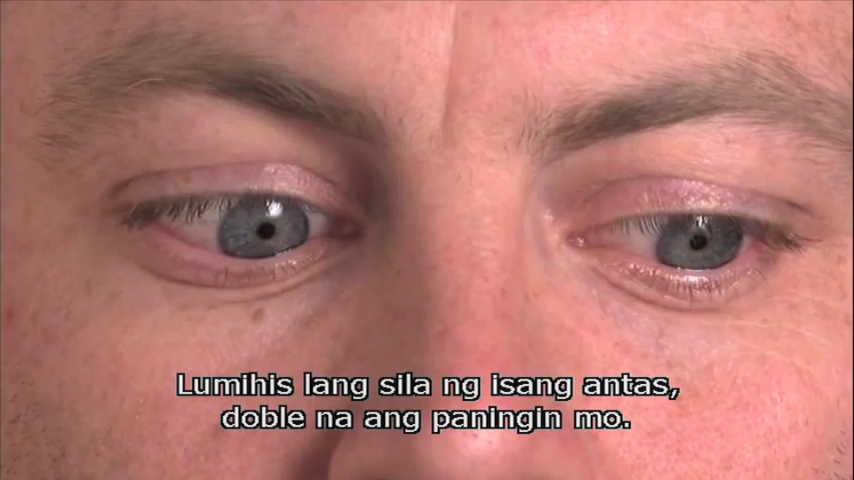 Lumihis lang sila ng isang antas,
doble na ang paningin mo.